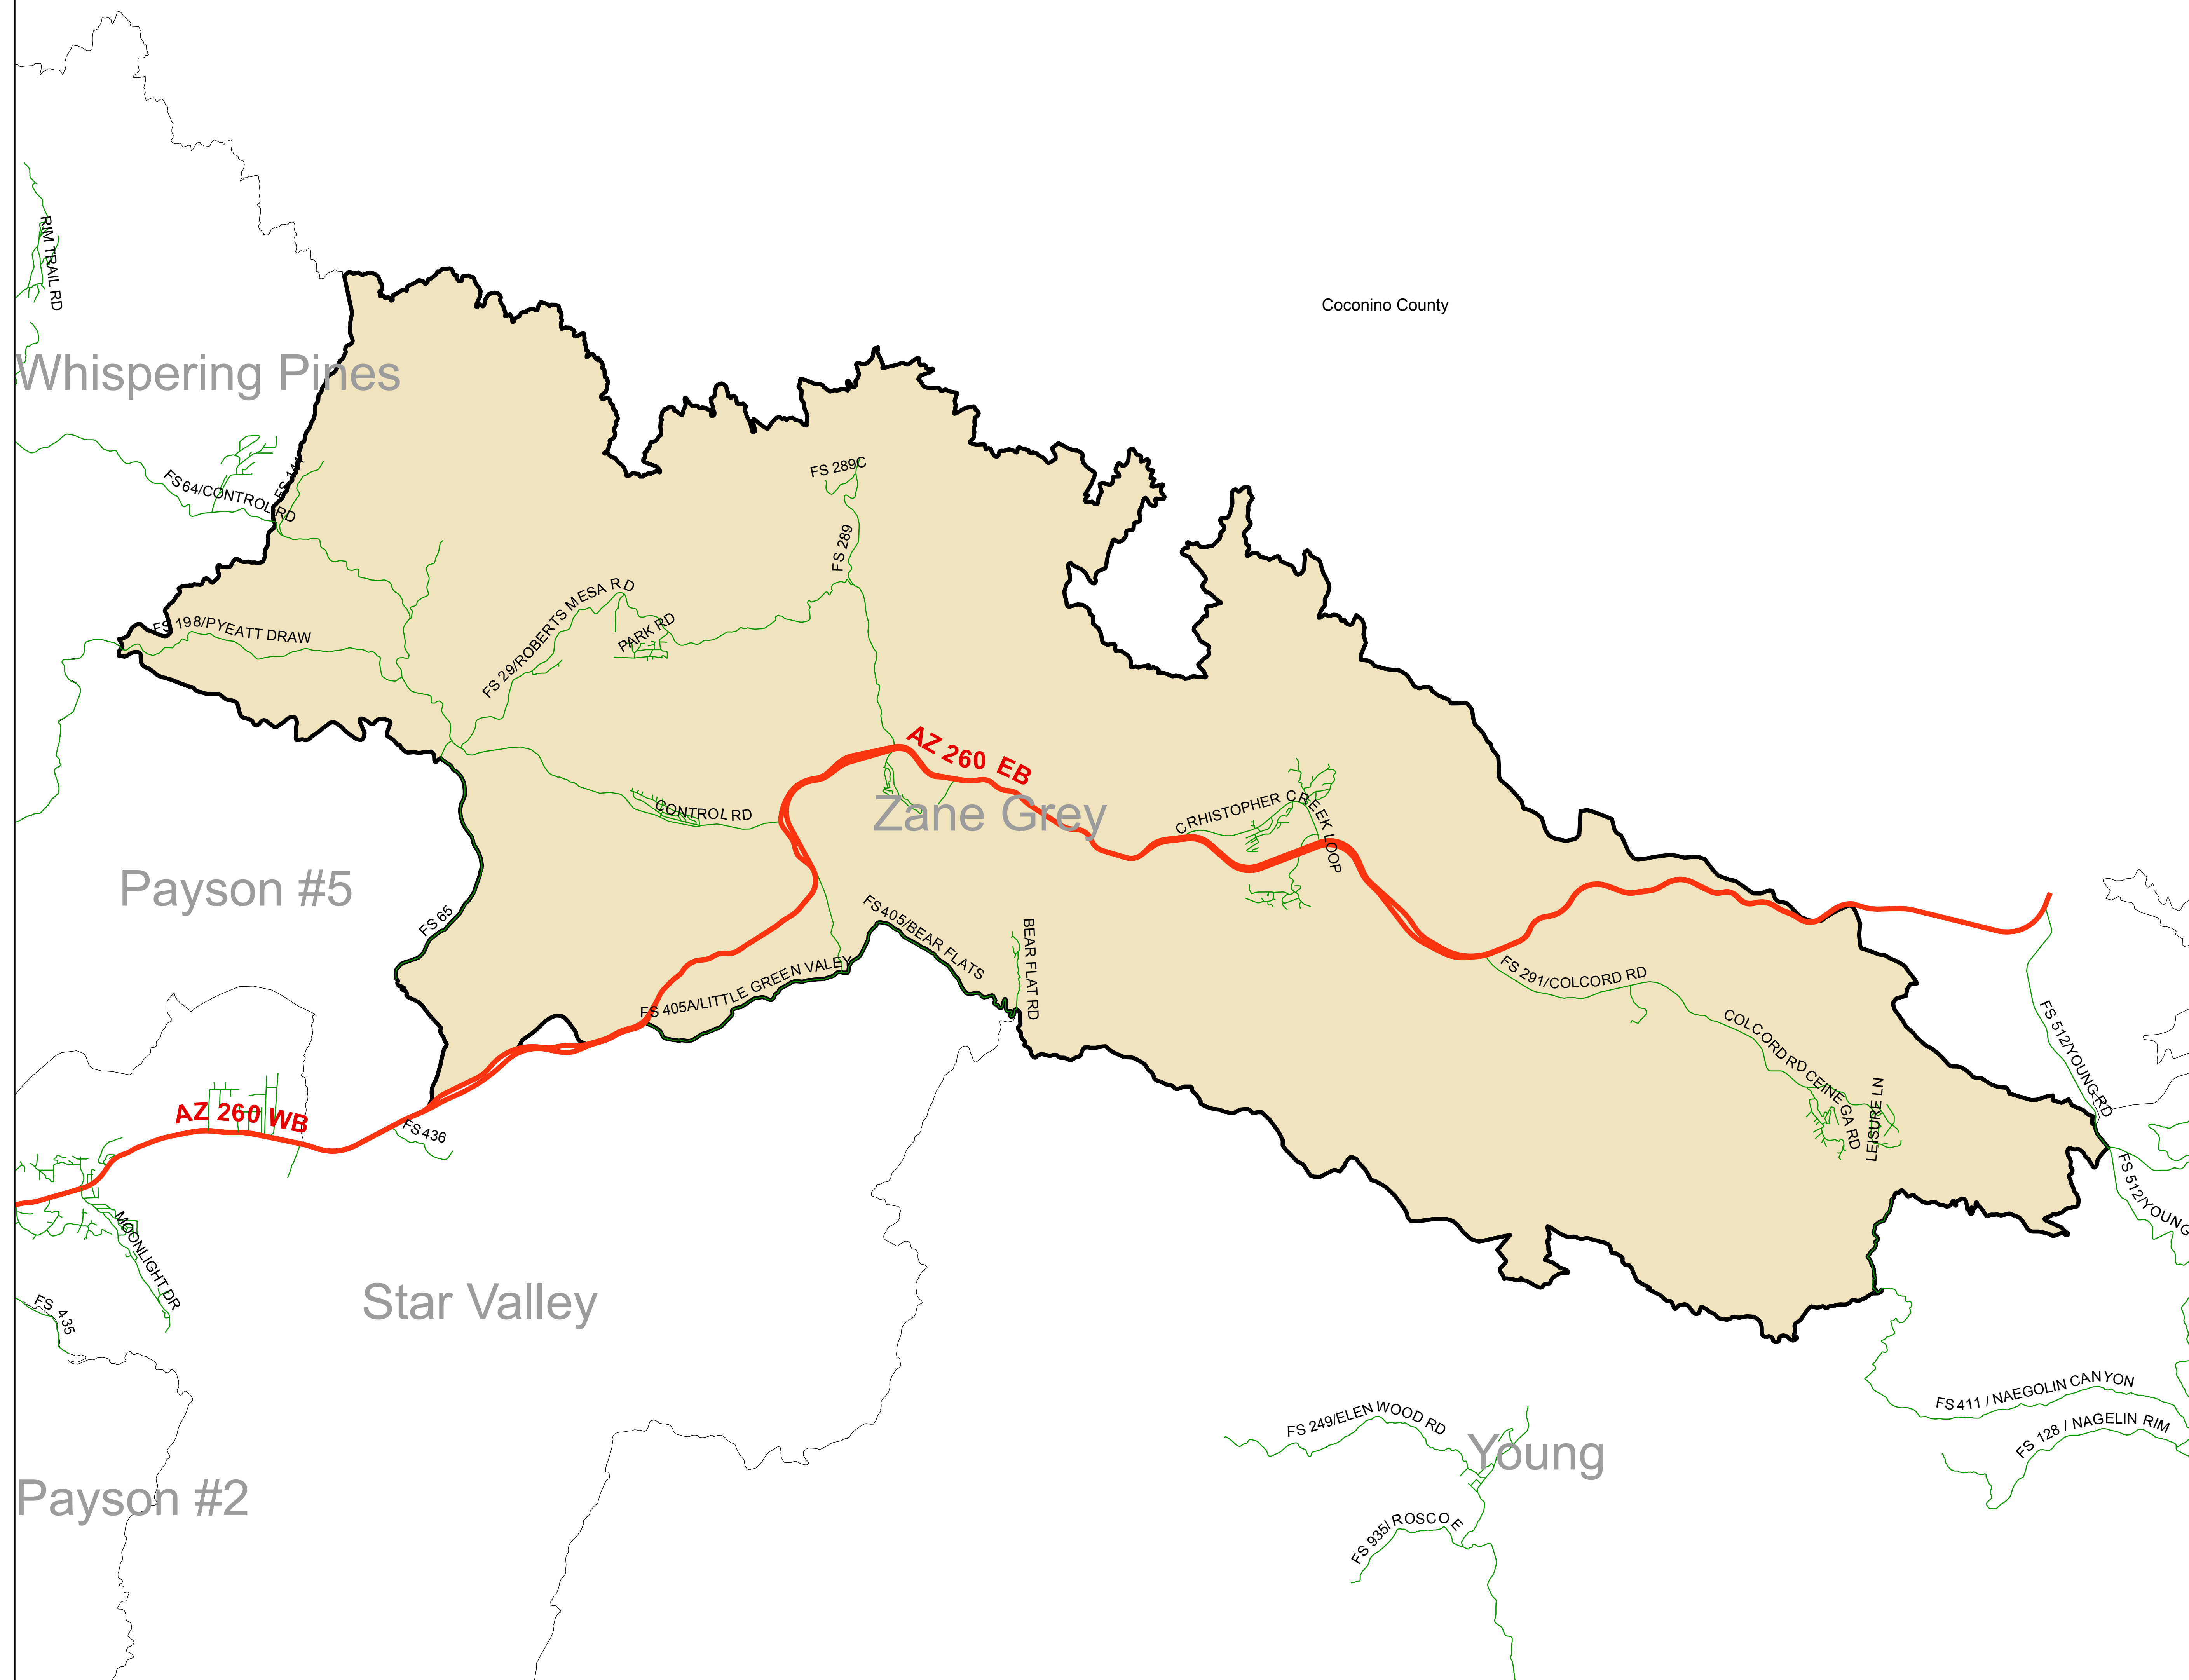 RIM TRAIL RD
Coconino County
Whispering Pines
FS64/CONTROL RD
FS 289C
FS 289
FS 198/PYEATT DRAW
FS 29/ROBERTS MESA RD
PARK RD
AZ 260 EB
CONTROL RD
Zane Grey
CRHISTOPHER CREEK LOOP
Payson #5
FS 65
FS405/BEAR FLATS
BEAR FLAT RD
FS 405A/LITTLE GREEN VALEY
FS 291/COLCORD RD
COLCORD RD
CEINEGA RD
LEISURE LN
FS 512/YOUNG RD
AZ 260 WB
FS 436
FS 512/YOUNG
MOONLIGHT DR
Star Valley
FS 435
FS 411 / NAEGOLIN CANYON
FS 128 / NAGELIN RIM
FS 249/ELEN WOOD RD
Young
Payson #2
FS 935/ ROSCOE